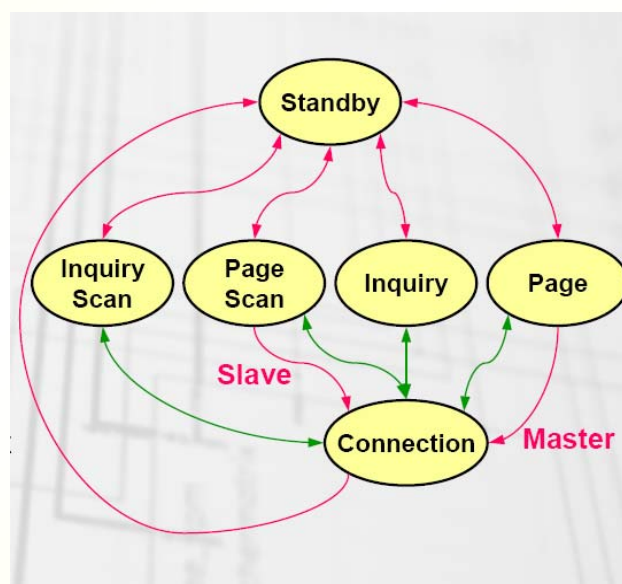 Standby
Inquiry
Scan
Page
Scan
Inquiry
Page
Slave
Connection
Master